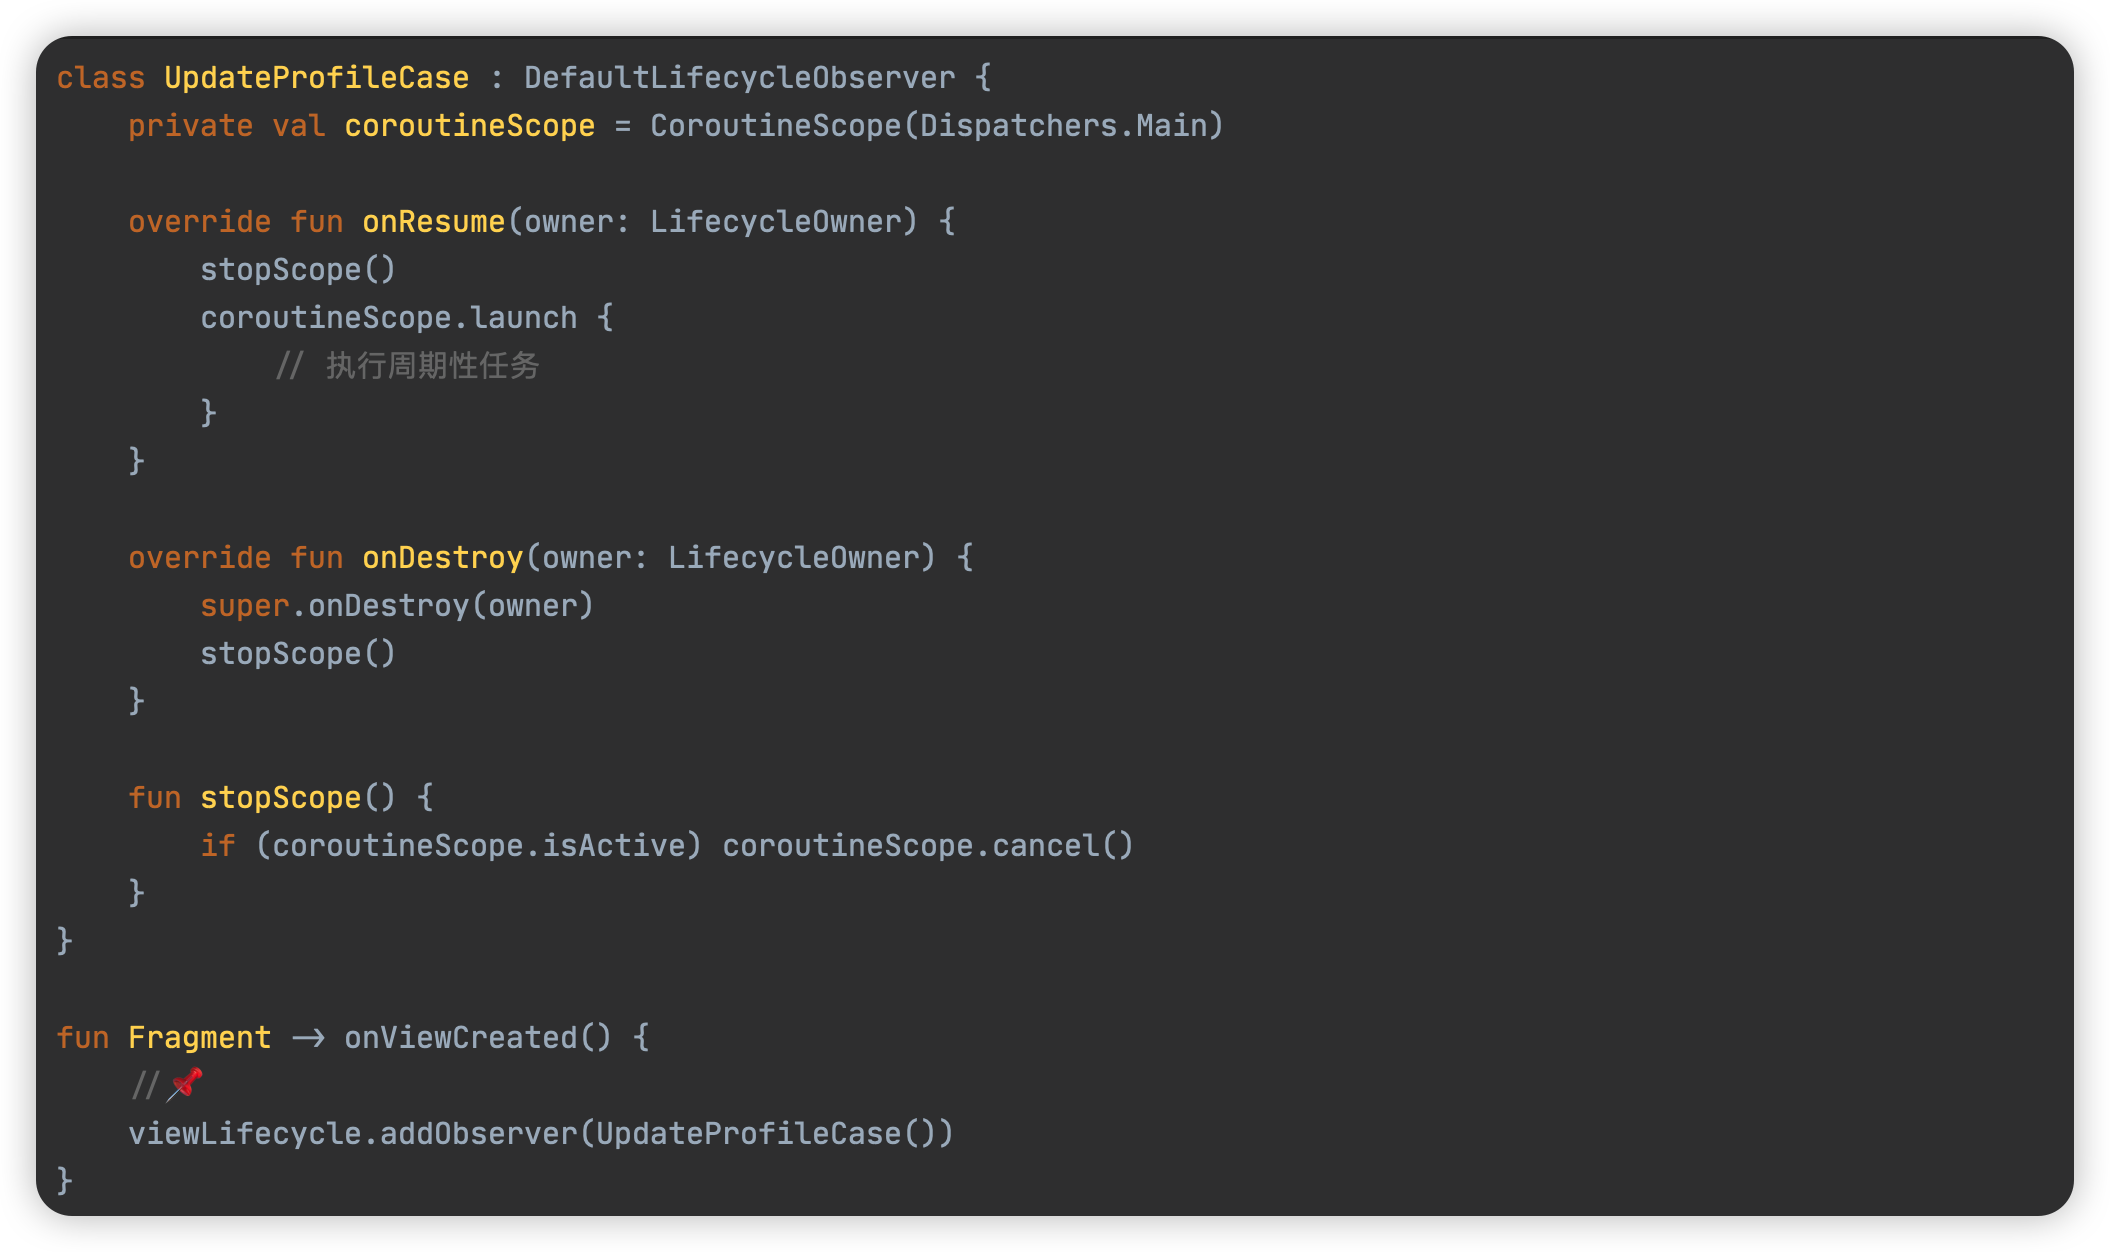 class UpdateProfileCase : DefaultLifecycleObserver {
    private val coroutineScope = CoroutineScope(Dispatchers.Main)

    override fun onResume(owner: LifecycleOwner) {
        stopScope()
        coroutineScope.launch {
            // 执行周期性任务
        }
    }

    override fun onDestroy(owner: LifecycleOwner) {
        super.onDestroy(owner)
        stopScope()
    }

    fun stopScope() {
        if (coroutineScope.isActive) coroutineScope.cancel()
    }
}

fun Fragment -> onViewCreated() {
    //📌
    viewLifecycle.addObserver(UpdateProfileCase())
}